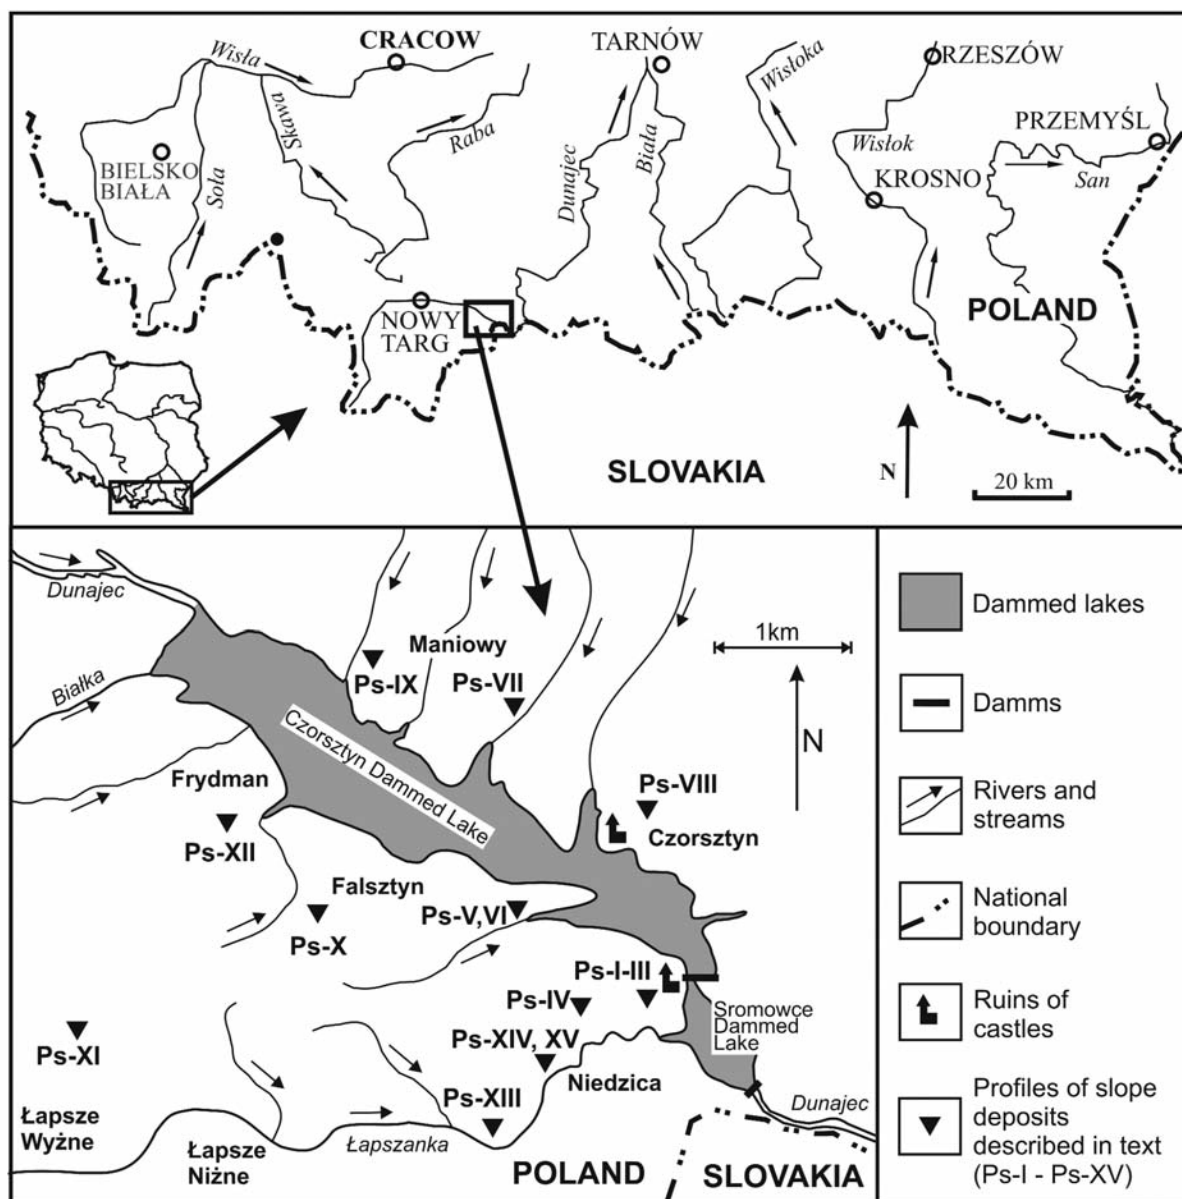 Wisła
CRACOW
TARNÓW
Wisłoka
RZESZÓW
Skawa
Raba
PRZEMYŚL
BIELSKO
BIAŁA
Soła
Dunajec
Biała
Wisłok
KROSNO
San
NOWY
TARG
POLAND
SLOVAKIA
N
20 km
Dunajec
Maniowy
1km
Ps-IX
Ps-VII
Białka
N
Czorsztyn Dammed Lake
Frydman
Ps-VIII
Czorsztyn
Ps-XII
Falsztyn
Ps-V,VI
Ps-X
Ps-I-III
Ps-IV
Sromowce
Dammed
Lake
Ps-XI
Ps-XIV, XV
Niedzica
Ps-XIII
Dunajec
Łapsze
Wyżne
Łapszanka
Łapsze
Niżne
POLAND
SLOVAKIA
Dammed lakes
Damms
Rivers and
streams
National
boundary
Ruins of
castles
Profiles of slope
deposits
described in text
(Ps-I - Ps-XV)